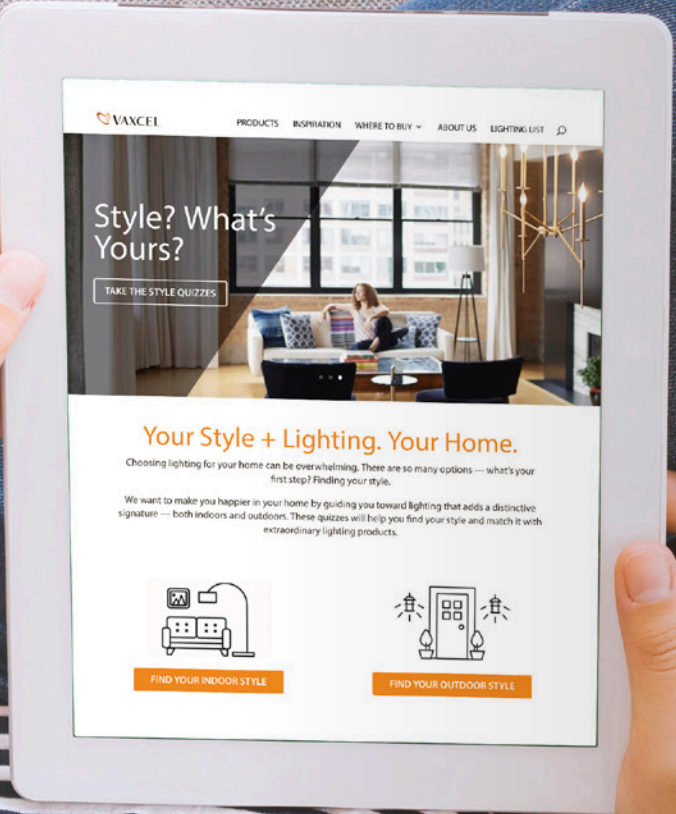 VAXCEL
PRODUCTS INSPIRATION WHERE TO BUY ABOUT US LIGHTING LIST
Style? What's
Yours?
TAKE THE STYLE QUIZZES
Your Style + Lighting. Your Home.
Choosing lighting for your home can be overwhelming. There are so many options — what's your
first step? Finding your style.
We want to make you happier in your home by guiding you toward lighting that adds a distinctive
signature — both indoors and outdoors. These quizzes will help you find your style and match it with
extraordinary lighting products.
FIND YOUR INDOOR STYLE
FIND YOUR OUTDOOR STYLE